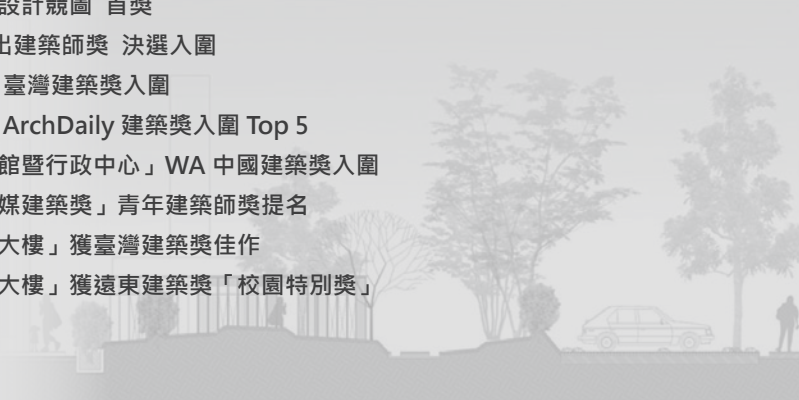 設計競圖 首獎
出建築師獎 決選入圍
臺灣建築獎入圍
ArchDaily 建築獎入圍 Top 5
館暨行政中心」WA 中國建築獎入圍
媒建築獎」青年建築師獎提名
大樓」獲臺灣建築獎佳作
大樓」獲遠東建築獎「校園特別獎」